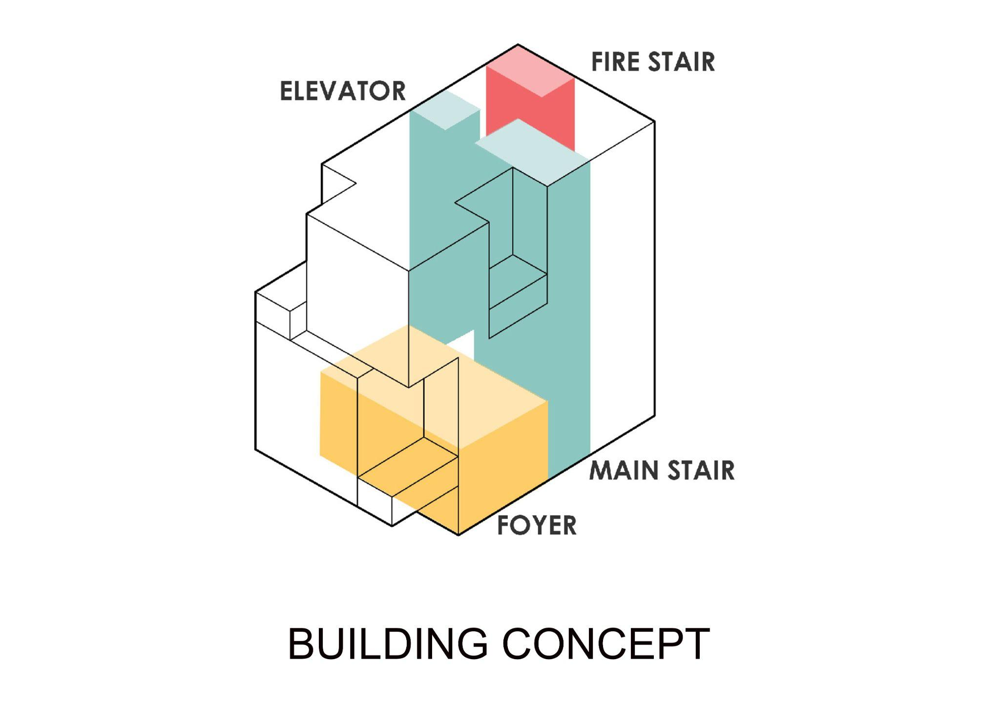 FIRE STAIR
ELEVATOR
MAIN STAIR
FOYER
BUILDING CONCEPT